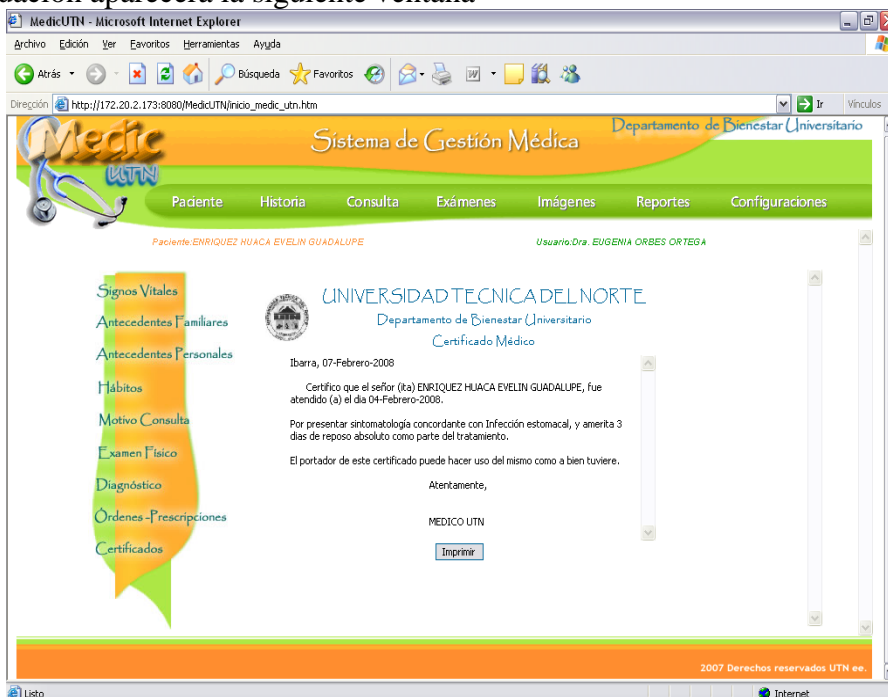 dación aparecerá la siguiente ventana
MedicUTN - Microsoft Internet Explorer
Archivo Edición Ver Favoritos Herramientas Ayuda
Atrás Búsqueda Favoritos
Dirección http://172.20.2.173:8080/MedicUTN/inicio_medic_utn.htm Ir Vínculos
Medic UTN
Sistema de Gestión Médica
Departamento de Bienestar Universitario
Paciente Historia Consulta Exámenes Imágenes Reportes Configuraciones
Paciente:ENRIQUEZ HUACA EVELIN GUADALUPE Usuario:Dra. EUGENIA ORBES ORTEGA
Signos Vitales
Antecedentes Familiares
Antecedentes Personales
Hábitos
Motivo Consulta
Examen Físico
Diagnóstico
Órdenes -Prescripciones
Certificados
UNIVERSIDAD TECNICA DEL NORTE
Departamento de Bienestar Universitario
Certificado Médico
Ibarra, 07-Febrero-2008
Certifico que el señor (ita) ENRIQUEZ HUACA EVELIN GUADALUPE, fue
atendido (a) el dia 04-Febrero-2008.
Por presentar sintomatología concordante con Infección estomacal, y amerita 3
dias de reposo absoluto como parte del tratamiento.
El portador de este certificado puede hacer uso del mismo como a bien tuviere.
Atentamente,
MEDICO UTN
Imprimir
2007 Derechos reservados UTN ee.
Listo Internet